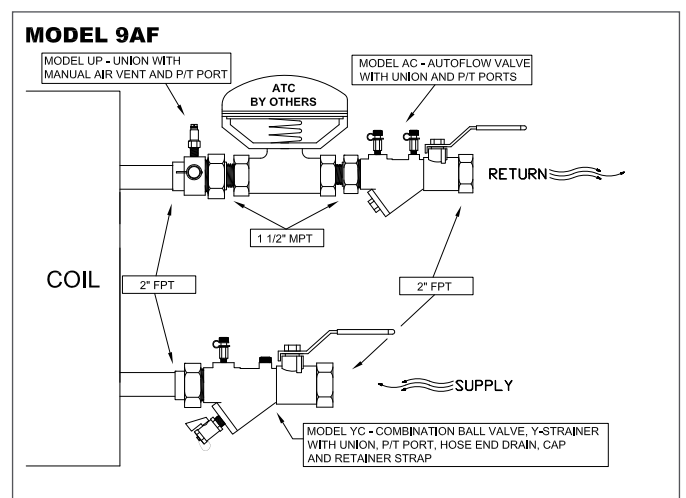 MODEL 9AF
MODEL UP - UNION WITH
MANUAL AIR VENT AND P/T PORT
ATC
BY OTHERS
MODEL AC - AUTOFLOW VALVE
WITH UNION AND P/T PORTS
RETURN
1 1/2" MPT
COIL
2" FPT
2" FPT
SUPPLY
MODEL YC - COMBINATION BALL VALVE, Y-STRAINER
WITH UNION, P/T PORT, HOSE END DRAIN, CAP
AND RETAINER STRAP